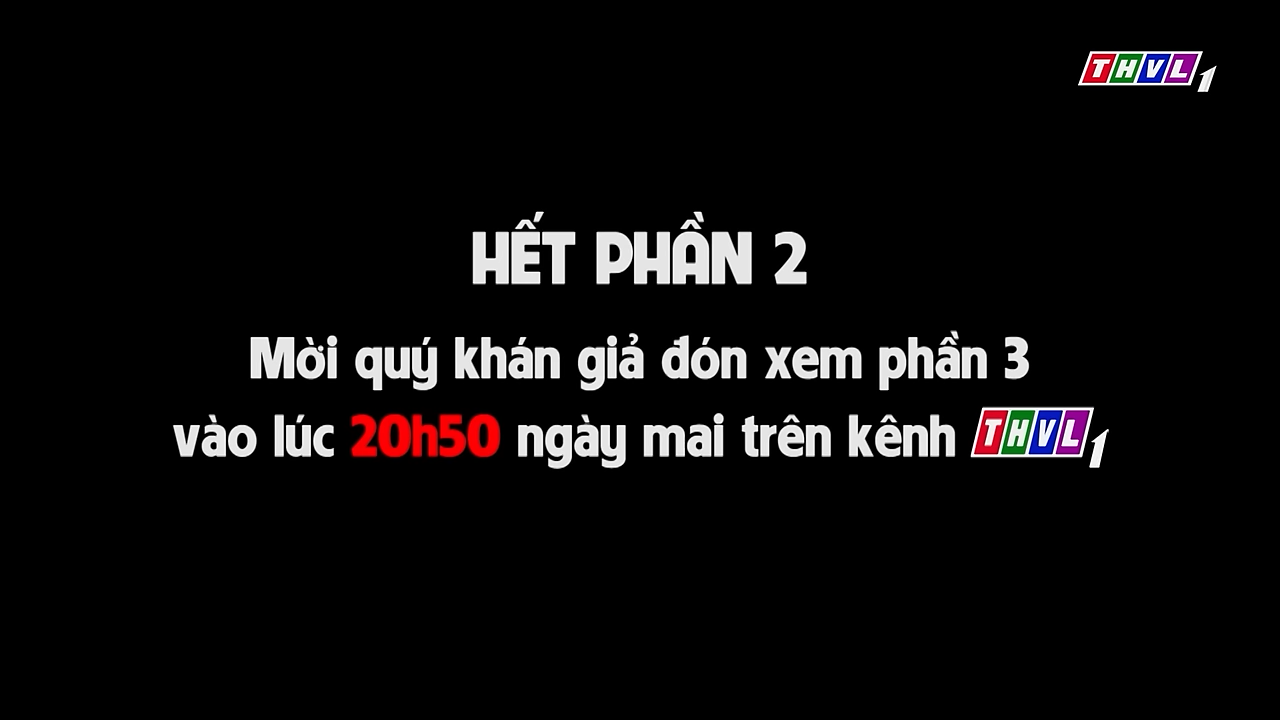 THVL1
HẾT PHẦN 2
Mời quý khán giả đón xem phần 3
vào lúc 20h50 ngày mai trên kênh THVL1